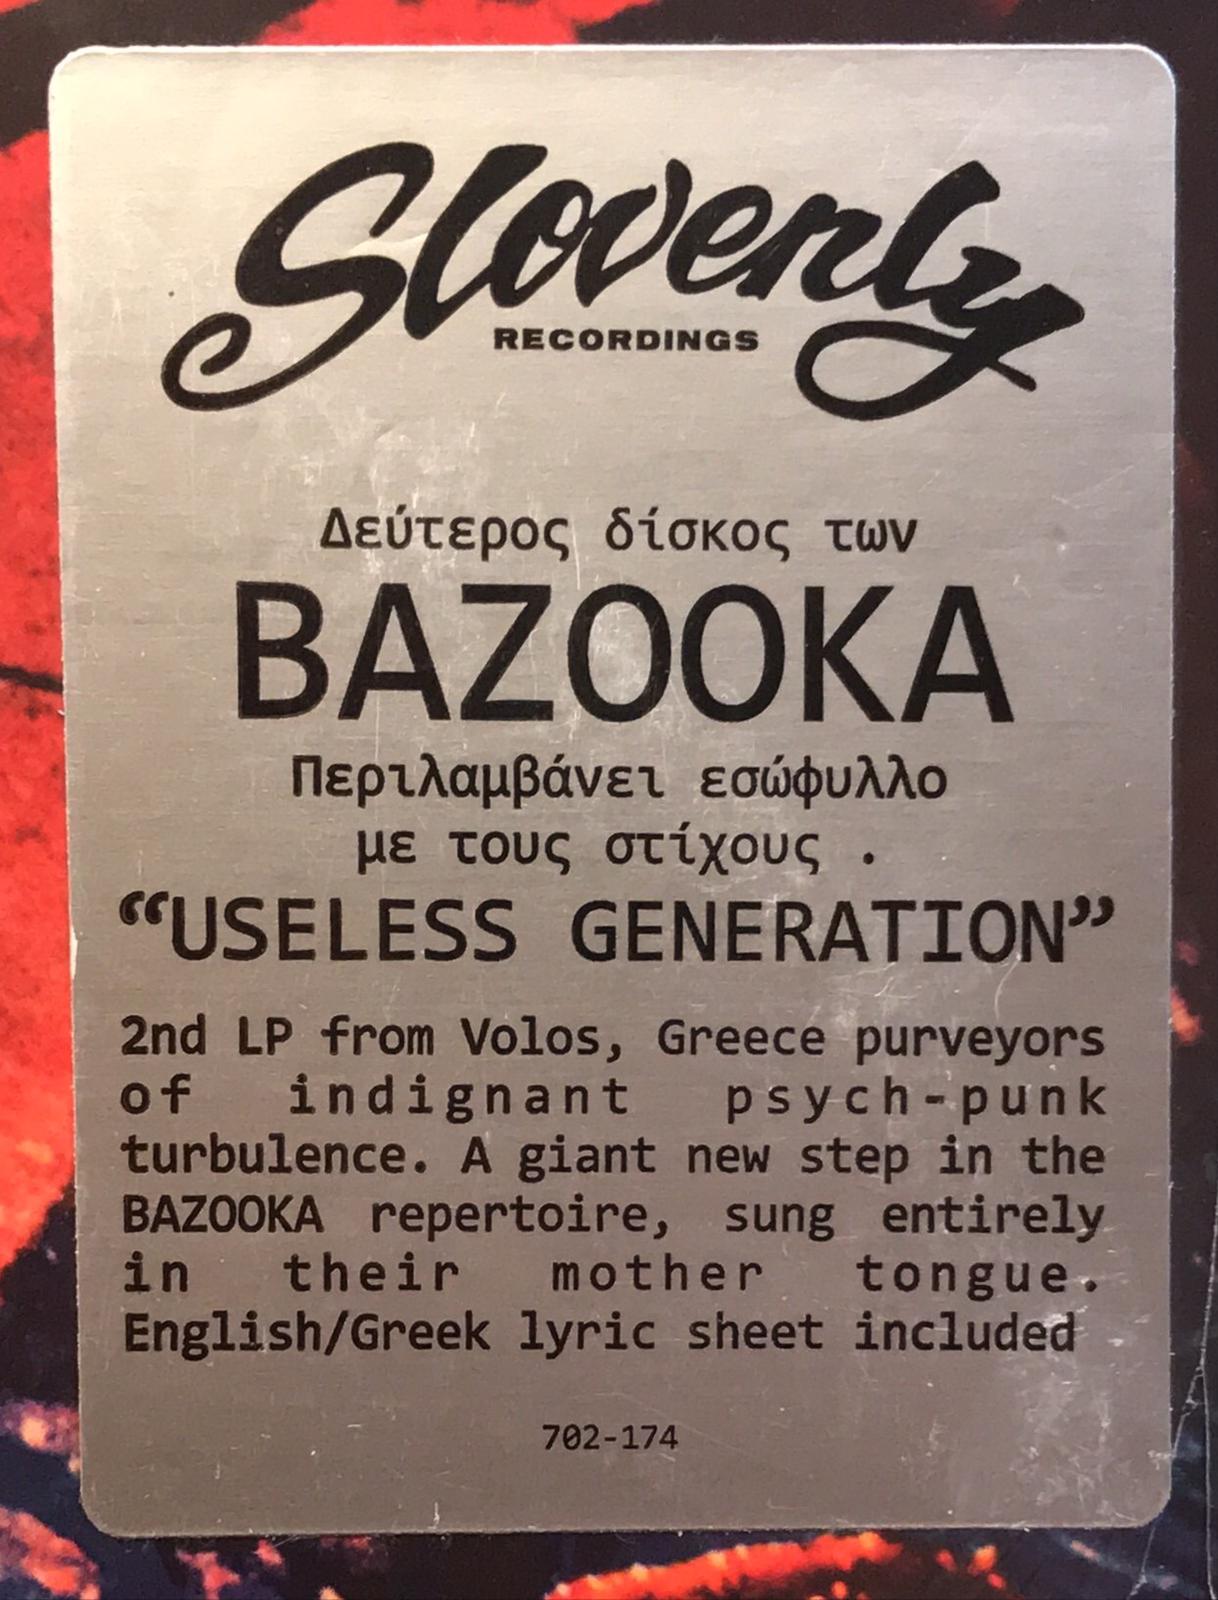 Sloverly
RECORDINGS
Δεύτερος δίσκος των
BAZOOKA
Περιλαμβάνει εσώφυλλο
με τους στίχους .
“USELESS GENERATION”
2nd LP from Volos, Greece purveyors
of indignant psych-punk
turbulence. A giant new step in the
BAZOOKA repertoire, sung entirely
in their mother tongue.
English/Greek lyric sheet included
702-174